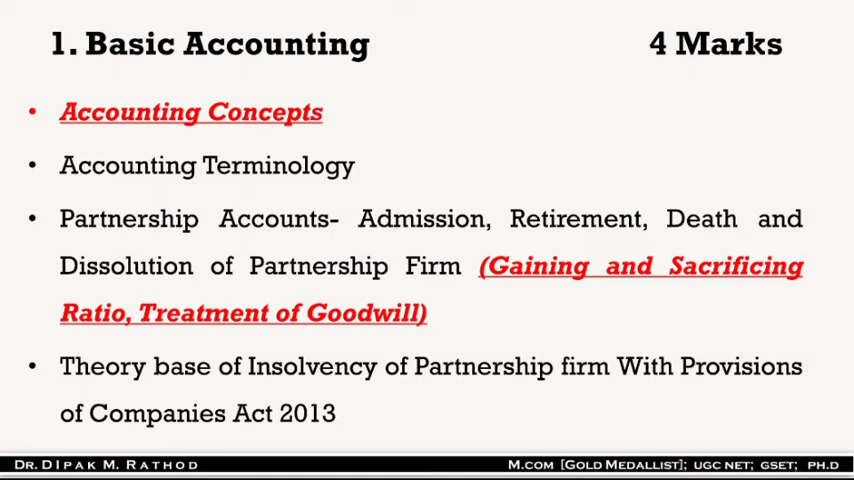 1. Basic Accounting 4 Marks
• Accounting Concepts
• Accounting Terminology
• Partnership Accounts- Admission, Retirement, Death and
Dissolution of Partnership Firm (Gaining and Sacrificing
Ratio, Treatment of Goodwill)
• Theory base of Insolvency of Partnership firm With Provisions
of Companies Act 2013
DR. DIPAK M. RATHOD M.COM [GOLD MEDALLIST]; UGC NET; GSET; PH.D